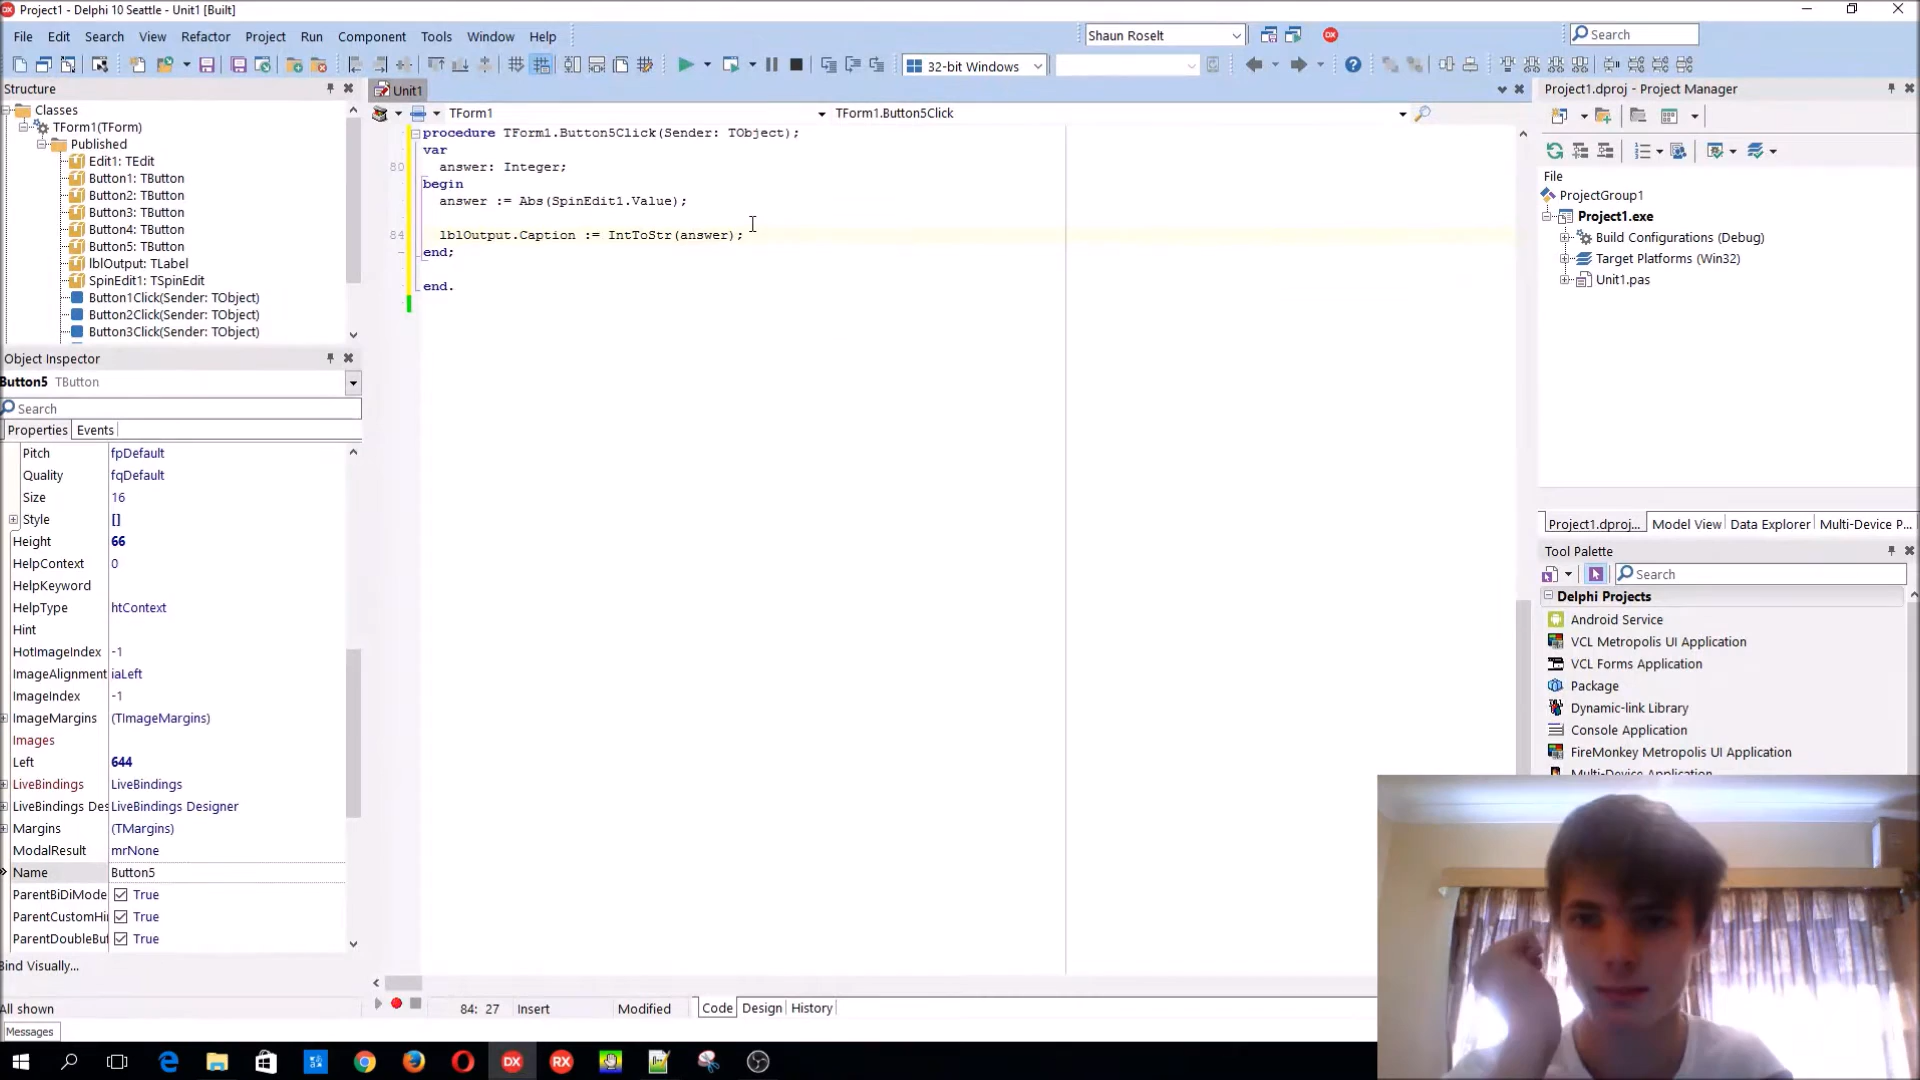 Project1 - Delphi 10 Seattle - Unit1 [Built]
File Edit Search View Refactor Project Run Component Tools Window Help
Shaun Roselt
Search
32-bit Windows
Structure
Classes
TForm1(TForm)
Published
Edit1: TEdit
Button1: TButton
Button2: TButton
Button3: TButton
Button4: TButton
Button5: TButton
lblOutput: TLabel
SpinEdit1: TSpinEdit
Button1Click(Sender: TObject)
Button2Click(Sender: TObject)
Button3Click(Sender: TObject)
Object Inspector
Button5 TButton
Search
Properties Events
Pitch fpDefault
Quality fqDefault
Size 16
Style []
Height 66
HelpContext 0
HelpKeyword
HelpType htContext
Hint
HotImageIndex -1
ImageAlignment iaLeft
ImageIndex -1
ImageMargins (TImageMargins)
Images
Left 644
LiveBindings LiveBindings
LiveBindings Des LiveBindings Designer
Margins (TMargins)
ModalResult mrNone
Name Button5
ParentBiDiMode True
ParentCustomHi True
ParentDoubleBuf True
Bind Visually...
All shown
Messages
Unit1
TForm1 TForm1.Button5Click
procedure TForm1.Button5Click(Sender: TObject);
var
80 answer: Integer;
begin
answer := Abs(SpinEdit1.Value);
84 lblOutput.Caption := IntToStr(answer);
end;
end.
84: 27 Insert Modified Code Design History
Project1.dproj - Project Manager
File
ProjectGroup1
Project1.exe
Build Configurations (Debug)
Target Platforms (Win32)
Unit1.pas
Project1.dproj... Model View Data Explorer Multi-Device P...
Tool Palette
Search
Delphi Projects
Android Service
VCL Metropolis UI Application
VCL Forms Application
Package
Dynamic-link Library
Console Application
FireMonkey Metropolis UI Application
Multi-Device Application
DX RX